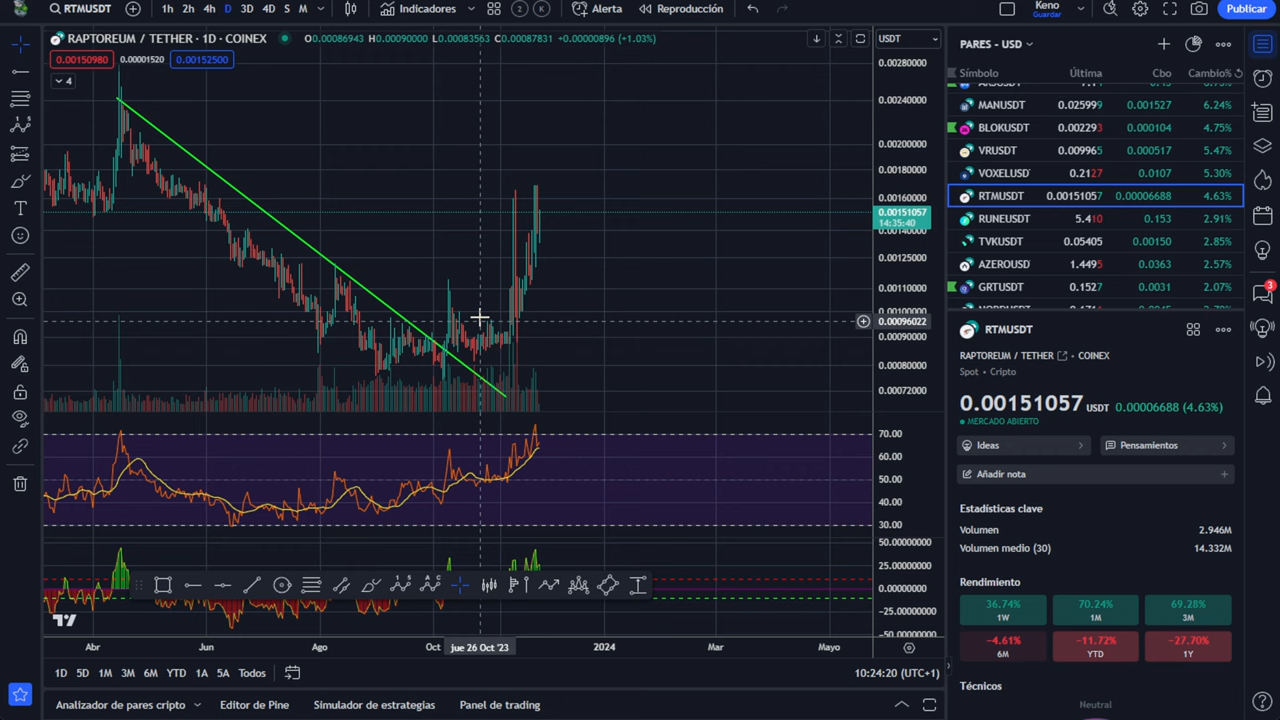 RTMUSDT
1h 2h 4h D 3D 4D S M
Indicadores
2 K
Alerta
Reproducción
Keno
Guardar
Publicar
RAPTOREUM / TETHER · 1D · COINEX O0.00086943 H0.00090000 L0.00083563 C0.00087831 +0.00000896 (+1.03%)
0.00150980 0.00001520 0.00152500
4
USDT
0.00280000
0.00240000
0.00200000
0.00180000
0.00160000
0.00151057
14:35:40
0.00140000
0.00125000
0.00110000
0.00100000
0.00096022
0.00090000
0.00080000
0.00072000
70.00
60.00
50.00
40.00
30.00
50.00000000
25.00000000
0.00000000
-25.00000000
-50.00000000
Abr Jun Ago Oct jue 26 Oct '23 2024 Mar Mayo
1D 5D 1M 3M 6M YTD 1A 5A Todos
10:24:20 (UTC+1)
Analizador de pares cripto Editor de Pine Simulador de estrategias Panel de trading
PARES - USD
Símbolo Última Cbo Cambio%
MANUSDT 0.025999 0.001527 6.24%
BLOKUSDT 0.002293 0.000104 4.75%
VRUSDT 0.00965 0.000517 5.47%
VOXELUSDT 0.2127 0.0107 5.30%
RTMUSDT 0.00151057 0.00006688 4.63%
RUNEUSDT 5.410 0.153 2.91%
TVKUSDT 0.05405 0.00150 2.85%
AZEROUSD 1.4495 0.0363 2.57%
GRTUSDT 0.1527 0.0031 2.07%
3
RTMUSDT
RAPTOREUM / TETHER • COINEX
Spot • Cripto
0.00151057 USDT 0.00006688 (4.63%)
MERCADO ABIERTO
Ideas
Pensamientos
Añadir nota
Estadísticas clave
Volumen 2.946M
Volumen medio (30) 14.332M
Rendimiento
36.74% 70.24% 69.28%
1W 1M 3M
−4.61% −11.72% −27.70%
6M YTD 1Y
Técnicos
Neutral